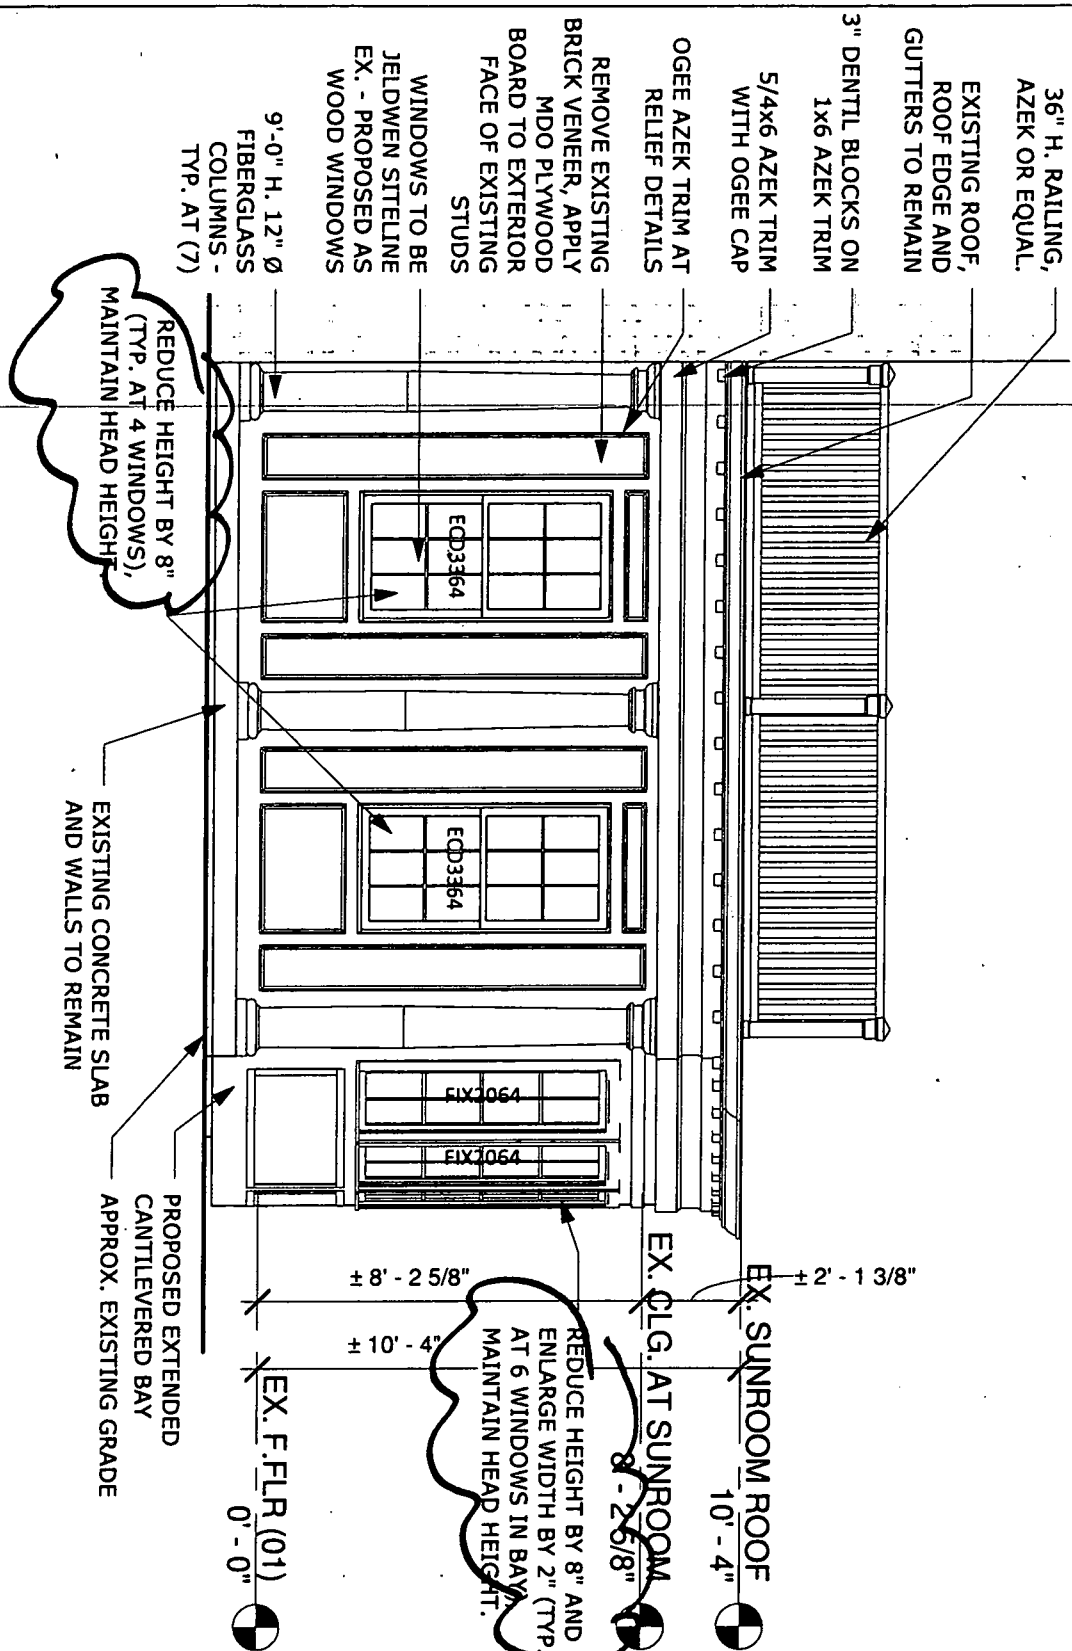 36" H. RAILING,
AZEK OR EQUAL.
EXISTING ROOF,
ROOF EDGE AND
GUTTERS TO REMAIN
3" DENTIL BLOCKS ON
1x6 AZEK TRIM
5/4x6 AZEK TRIM
WITH OGEE CAP
OGEE AZEK TRIM AT
RELIEF DETAILS
REMOVE EXISTING
BRICK VENEER, APPLY
MDO PLYWOOD
BOARD TO EXTERIOR
FACE OF EXISTING
STUDS
WINDOWS TO BE
JELDWEN SITELINE
EX. - PROPOSED AS
WOOD WINDOWS
9'-0" H. 12" Ø
FIBERGLASS
COLUMNS -
TYP. AT (7)
REDUCE HEIGHT BY 8"
(TYP. AT 4 WINDOWS),
MAINTAIN HEAD HEIGHT
ECD3364
ECD3364
FIX2064
FIX2064
EXISTING CONCRETE SLAB
AND WALLS TO REMAIN
PROPOSED EXTENDED
CANTILEVERED BAY
APPROX. EXISTING GRADE
± 2' - 1 3/8"
± 8' - 2 5/8"
± 10' - 4"
EX. SUNROOM ROOF
10' - 4"
EX. CLG. AT SUNROOM
8' - 2 5/8"
REDUCE HEIGHT BY 8" AND
ENLARGE WIDTH BY 2" (TYP.
AT 6 WINDOWS IN BAY)
MAINTAIN HEAD HEIGHT.
EX. F.FLR (01)
0' - 0"